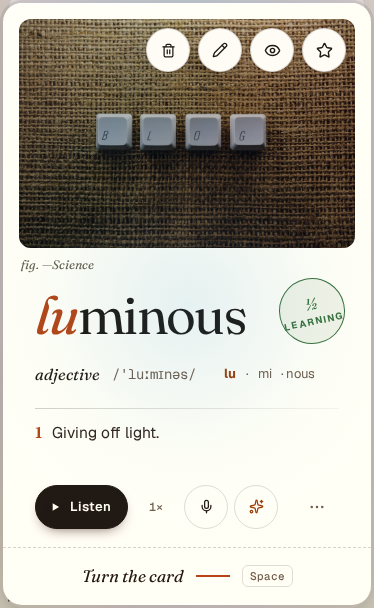 B L O G
fig. —Science
luminous
½
LEARNING
adjective /ˈluːmɪnəs/ lu · mi · nous
1 Giving off light.
Listen 1×
Turn the card Space